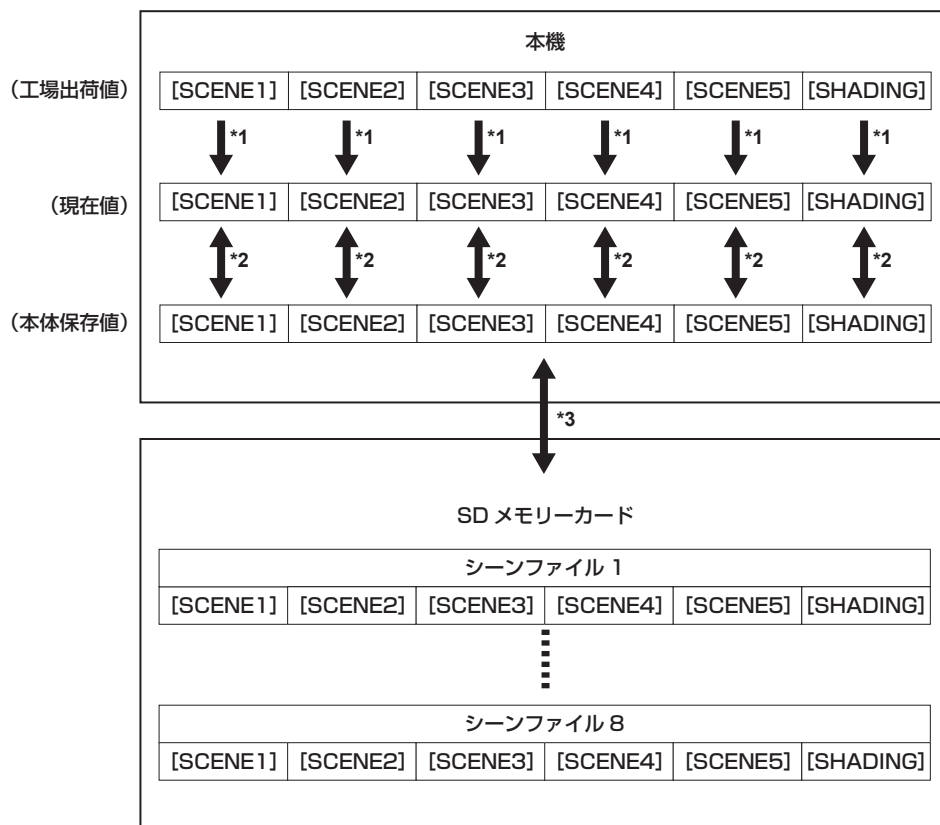 本機
(工場出荷値) [SCENE1] [SCENE2] [SCENE3] [SCENE4] [SCENE5] [SHADING]
*1 *1 *1 *1 *1 *1
(現在値) [SCENE1] [SCENE2] [SCENE3] [SCENE4] [SCENE5] [SHADING]
*2 *2 *2 *2 *2 *2
(本体保存値) [SCENE1] [SCENE2] [SCENE3] [SCENE4] [SCENE5] [SHADING]
*3
SD メモリーカード
シーンファイル 1
[SCENE1] [SCENE2] [SCENE3] [SCENE4] [SCENE5] [SHADING]
シーンファイル 8
[SCENE1] [SCENE2] [SCENE3] [SCENE4] [SCENE5] [SHADING]